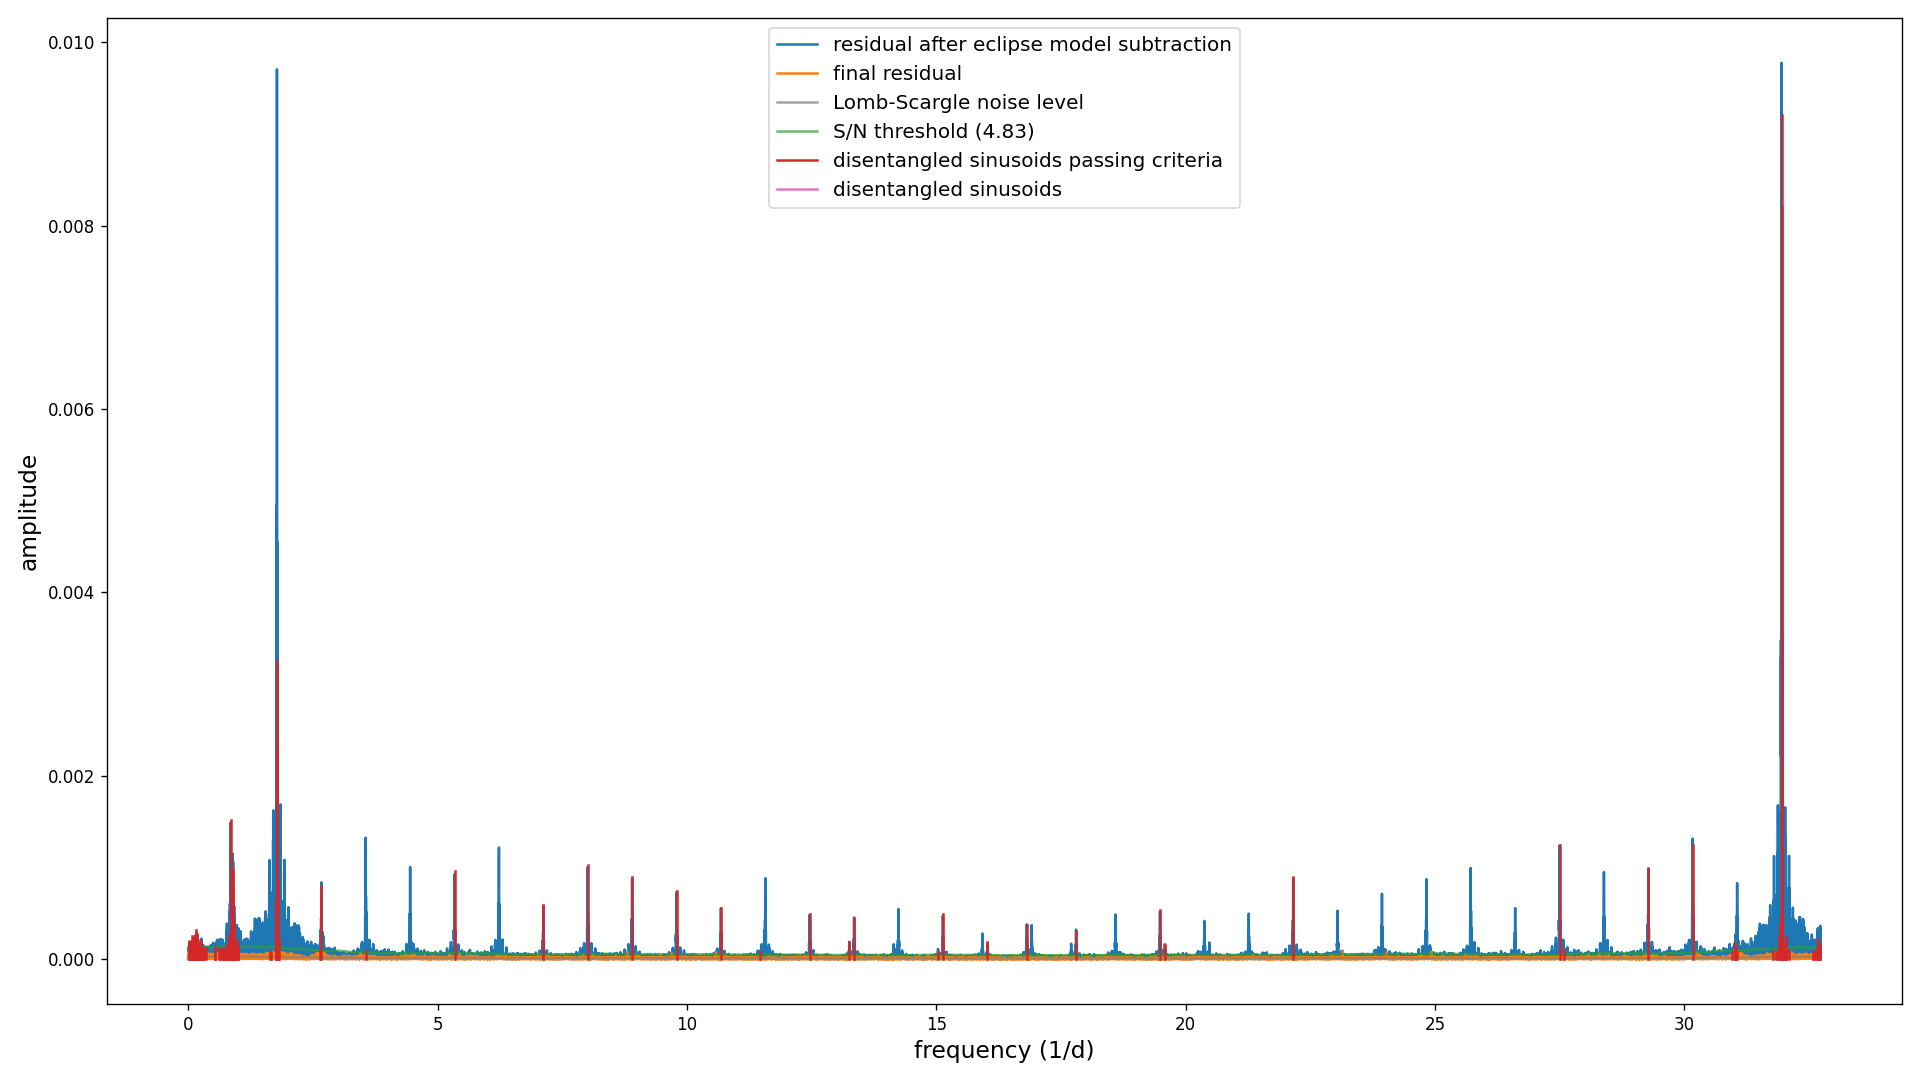 residual after eclipse model subtraction
final residual
Lomb-Scargle noise level
S/N threshold (4.83)
disentangled sinusoids passing criteria
disentangled sinusoids
0.010
0.008
0.006
0.004
0.002
0.000
amplitude
0 5 10 15 20 25 30
frequency (1/d)